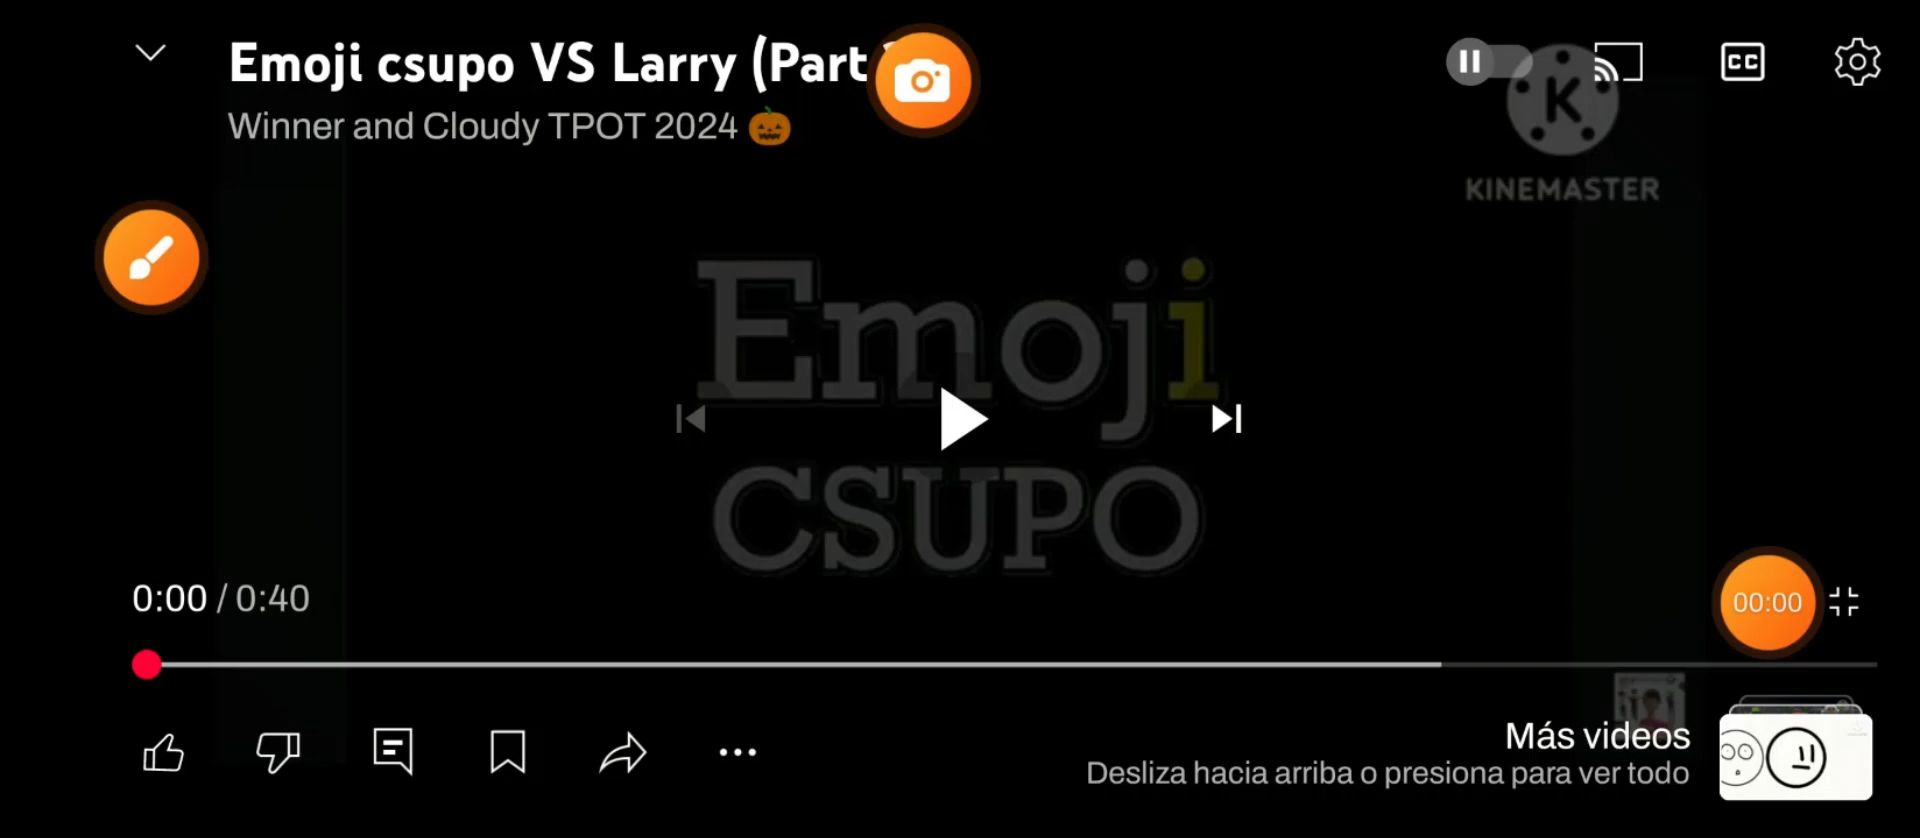 Emoji csupo VS Larry (Part
Winner and Cloudy TPOT 2024 🎃
CC
K
KINEMASTER
Emoji
CSUPO
0:00 / 0:40
00:00
Más videos
Desliza hacia arriba o presiona para ver todo